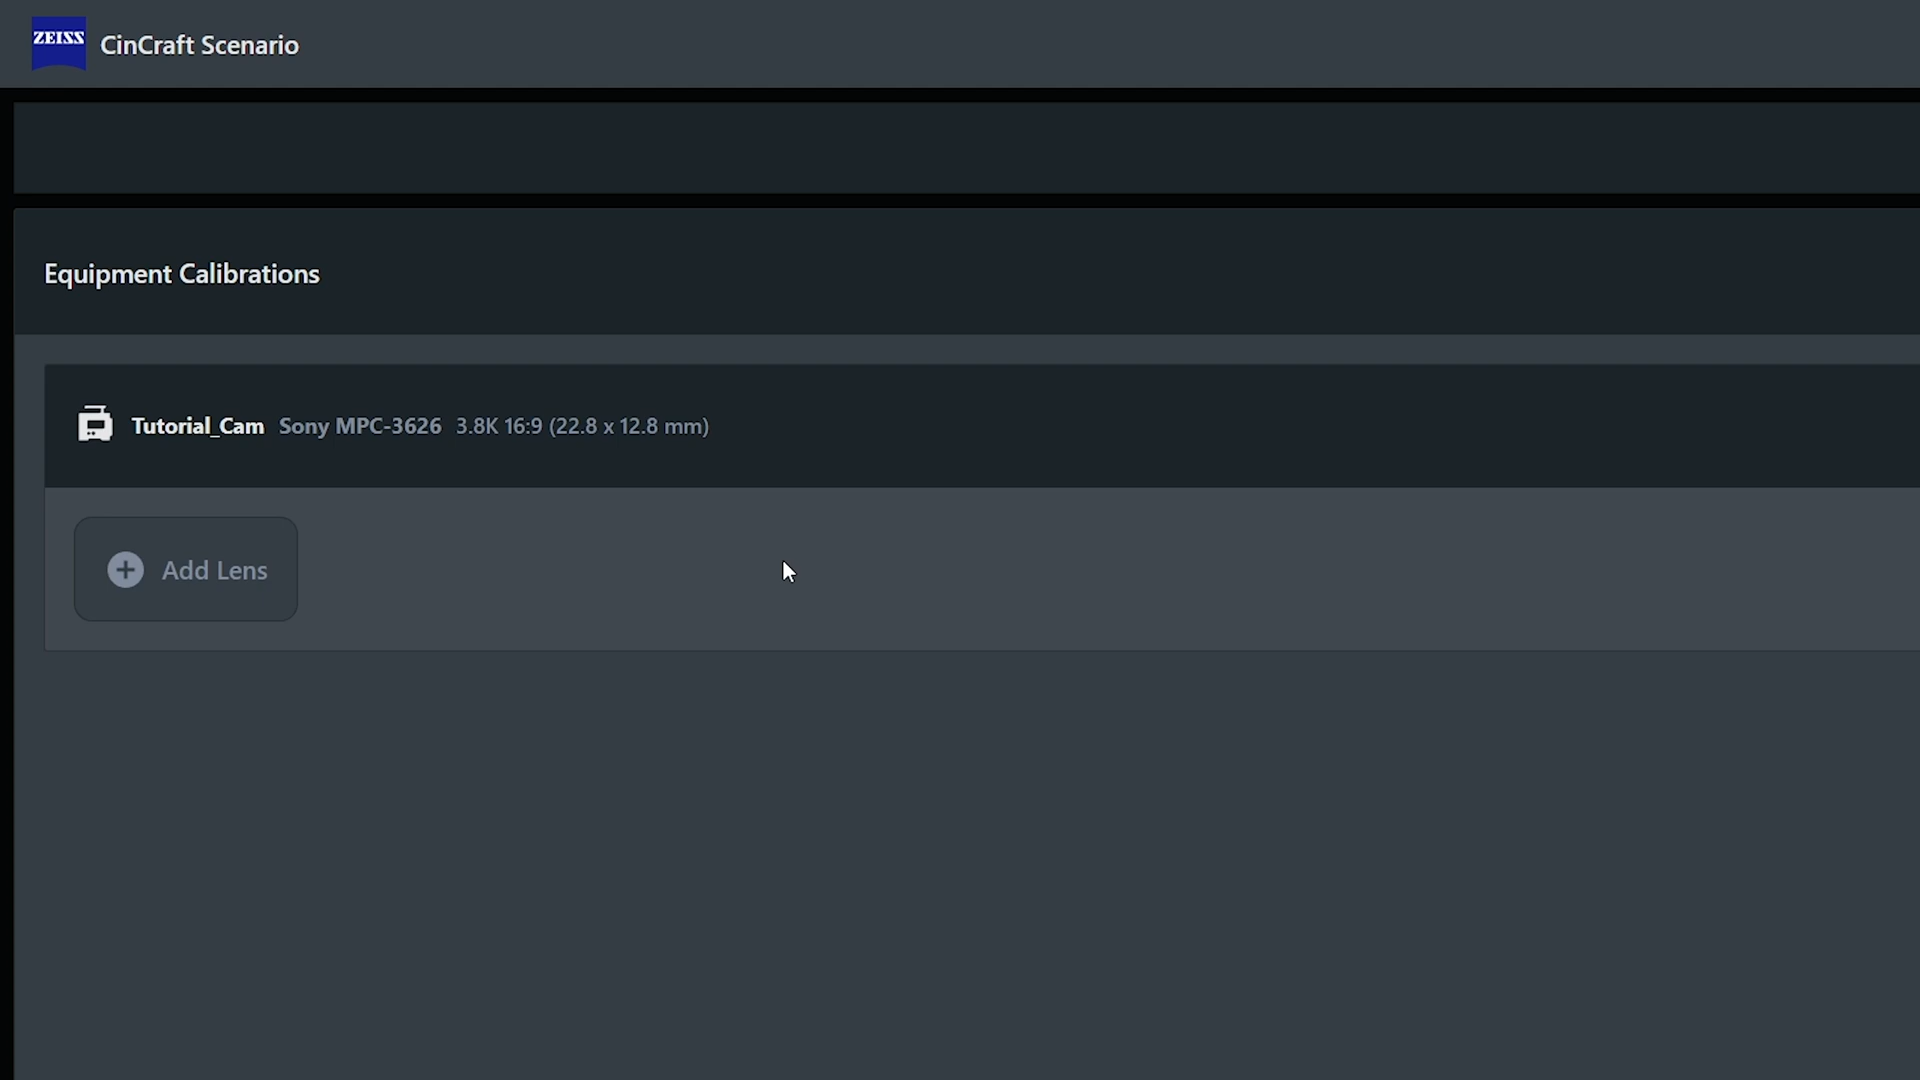 ZEISS CinCraft Scenario
Equipment Calibrations
Tutorial_Cam Sony MPC-3626 3.8K 16:9 (22.8 x 12.8 mm)
Add Lens